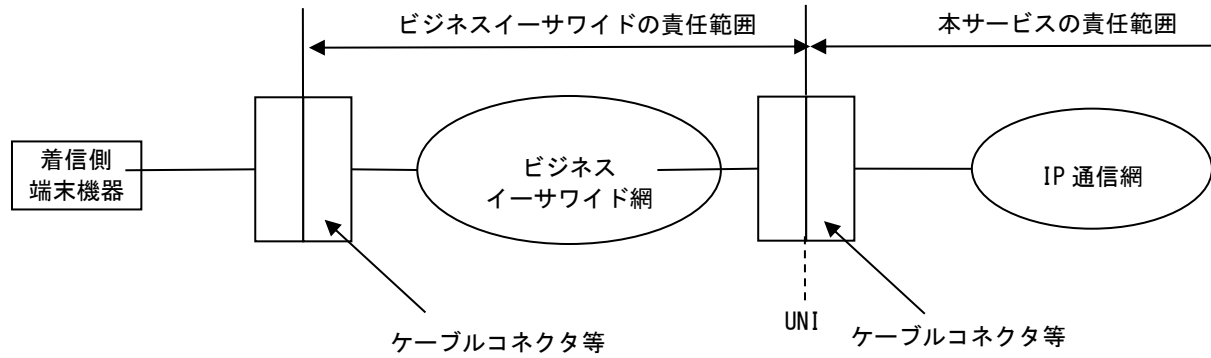 ビジネスイーサワイドの責任範囲
本サービスの責任範囲
着信側
端末機器
ビジネス
イーサワイド網
IP 通信網
ケーブルコネクタ等
UNI
ケーブルコネクタ等